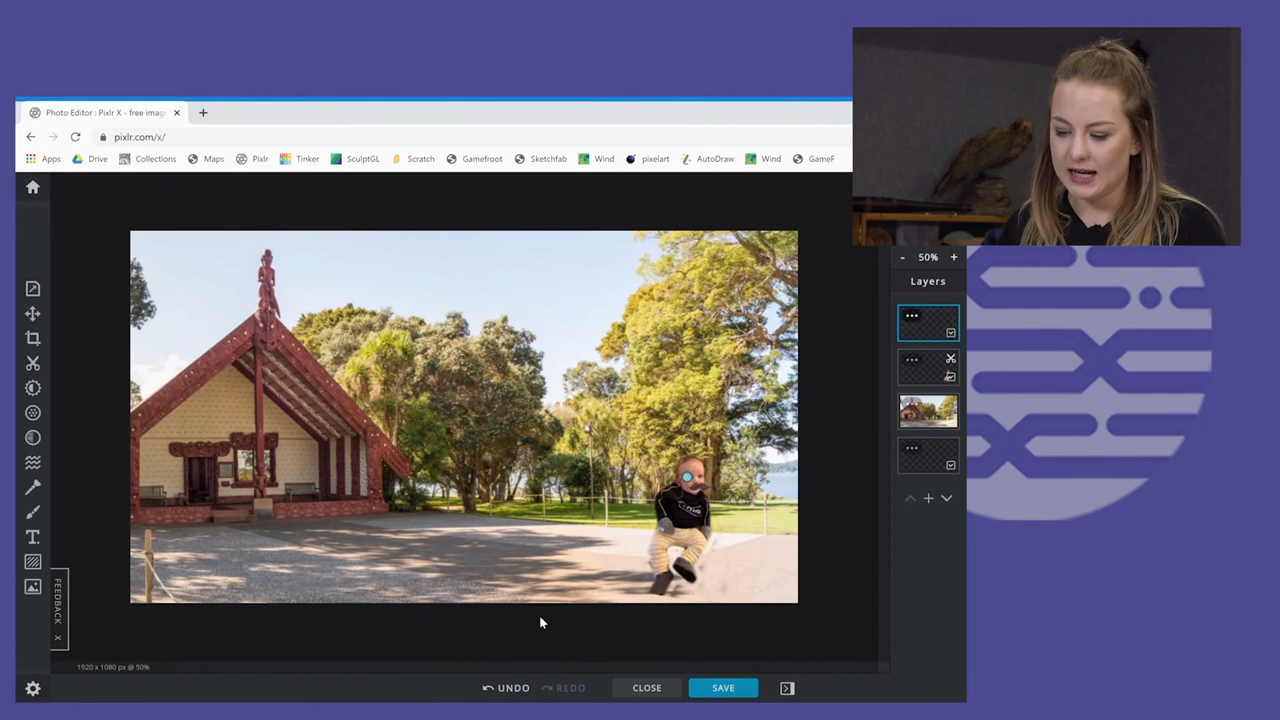 Photo Editor : Pixlr X - free imag
pixlr.com/x/
Apps Drive Collections Maps Pixlr Tinker SculptGL Scratch Gamefroot Sketchfab Wind pixelart AutoDraw Wind GameF
- 50% +
Layers
T
FEEDBACK X
1920 x 1080 px @ 50%
UNDO REDO CLOSE SAVE